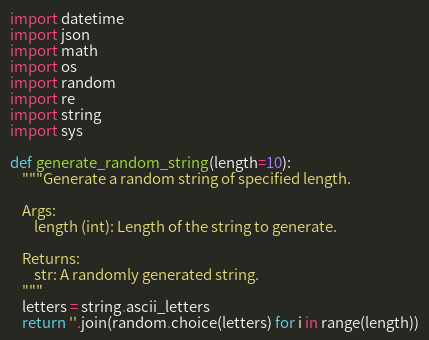 import datetime
import json
import math
import os
import random
import re
import string
import sys

def generate_random_string(length=10):
    """Generate a random string of specified length.

    Args:
        length (int): Length of the string to generate.

    Returns:
        str: A randomly generated string.
    """
    letters = string.ascii_letters
    return ''.join(random.choice(letters) for i in range(length))